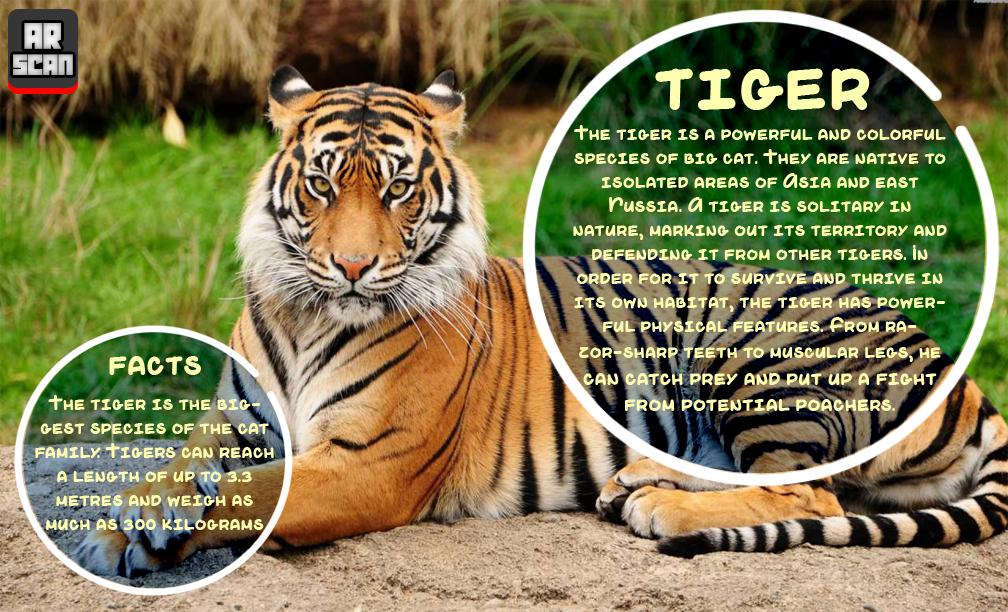 AR
SCAN
TIGER
The tiger is a powerful and colorful
species of big cat. They are native to
isolated areas of Asia and east
Russia. A tiger is solitary in
nature, marking out its territory and
defending it from other tigers. In
order for it to survive and thrive in
its own habitat, the tiger has power-
ful physical features. From ra-
zor-sharp teeth to muscular legs, he
can catch prey and put up a fight
from potential poachers.
FACTS
The tiger is the big-
gest species of the cat
family. Tigers can reach
a length of up to 3.3
metres and weigh as
much as 300 kilograms